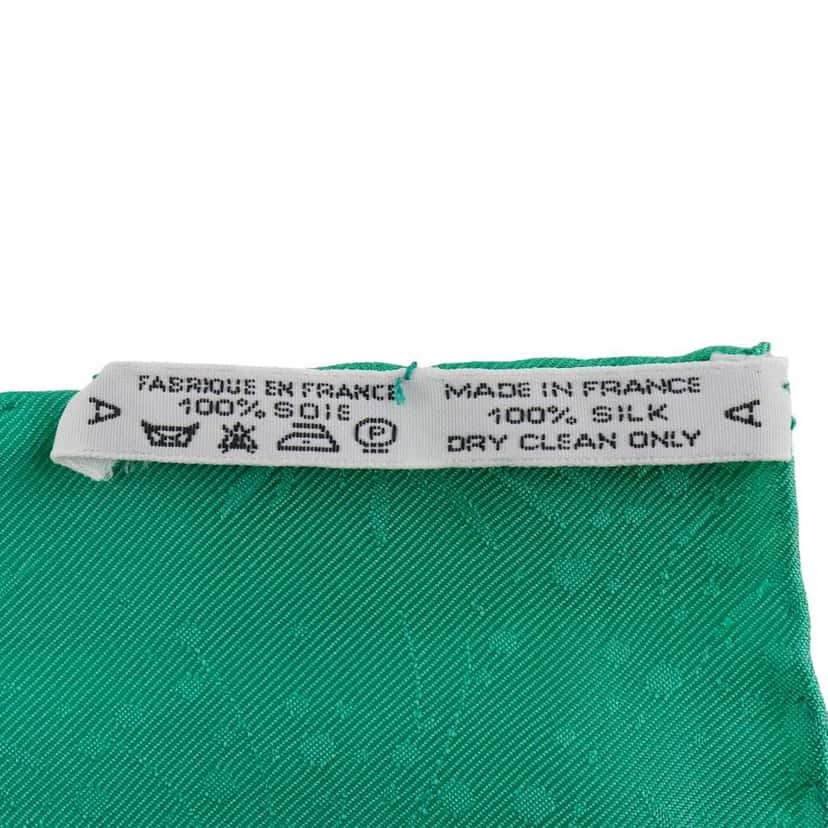 A
FABRIQUE EN FRANCE
100% SOIE
P
MADE IN FRANCE
100% SILK
DRY CLEAN ONLY
A